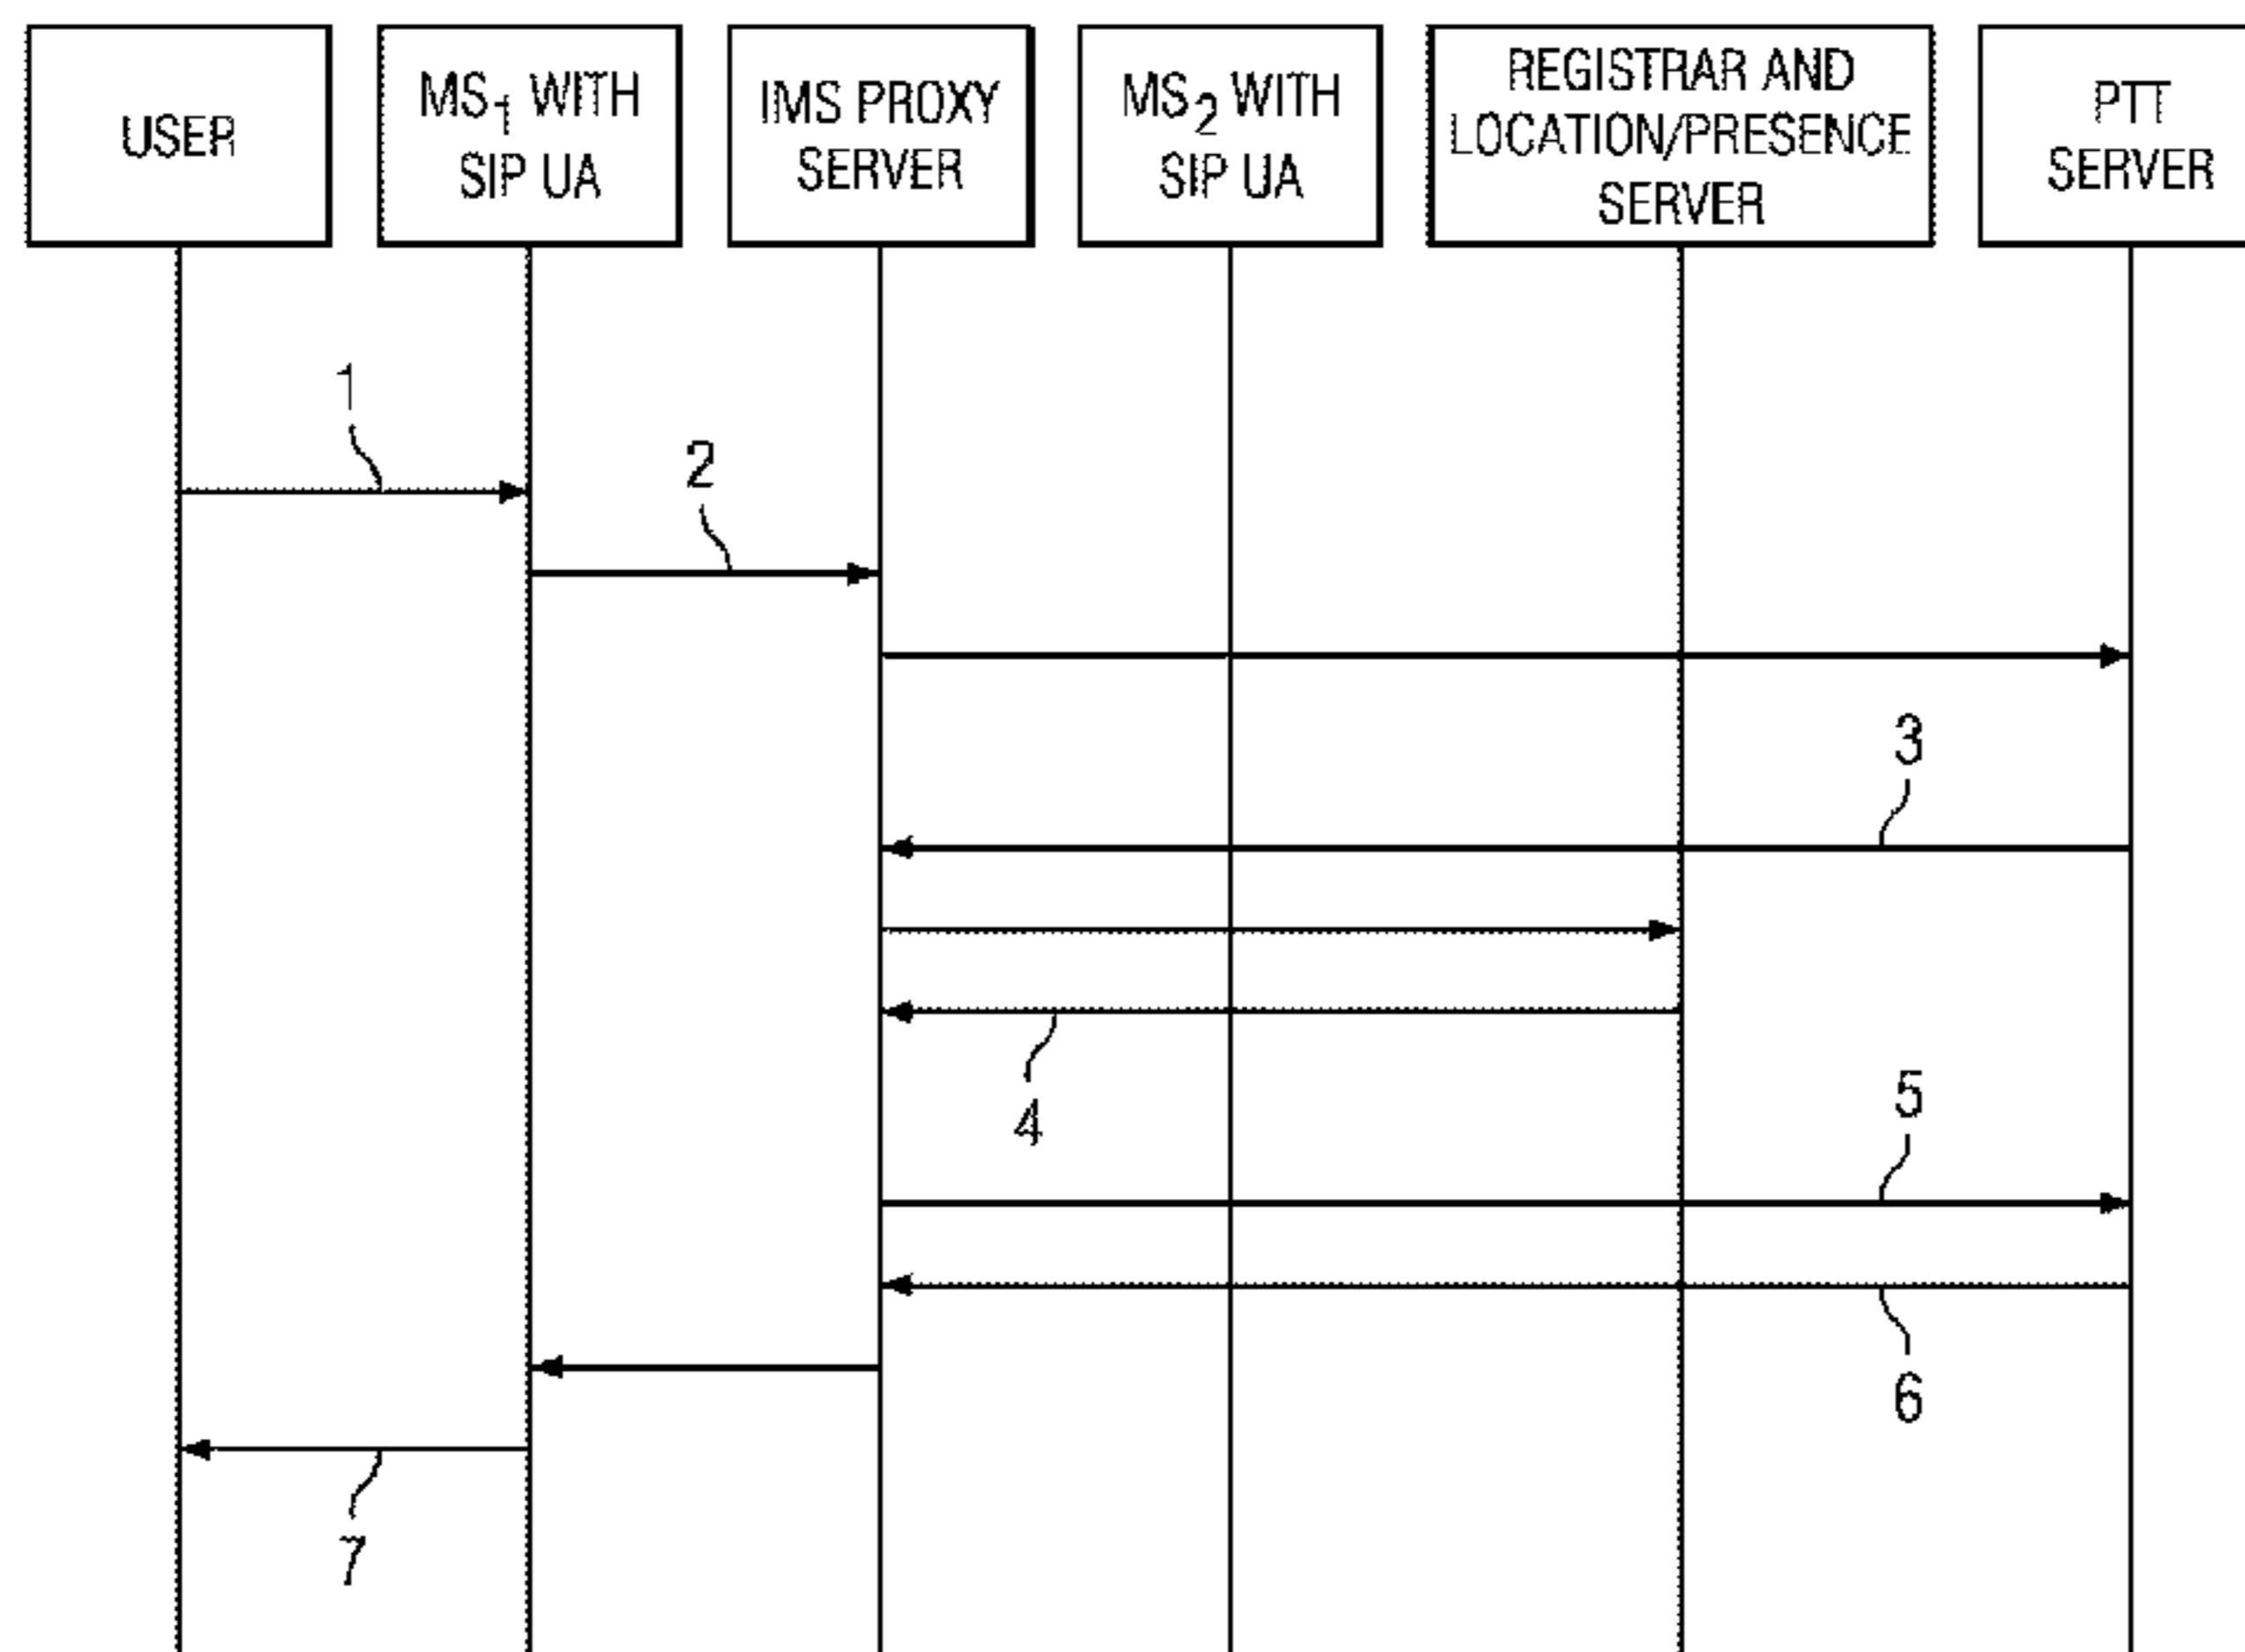 USER
MS1 WITH
SIP UA
IMS PROXY
SERVER
MS2 WITH
SIP UA
REGISTRAR AND
LOCATION/PRESENCE
SERVER
PTT
SERVER
1
2
3
4
5
6
7